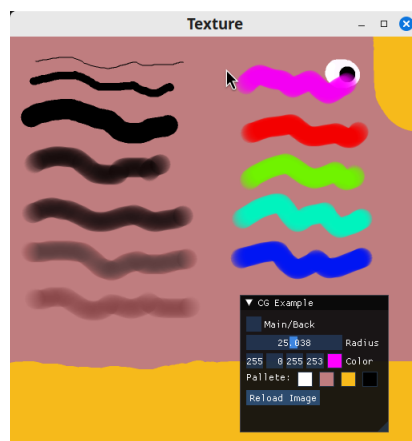 Texture
CG Example
Main/Back
25.038 Radius
255 0 255 253 Color
Pallete:
Reload Image